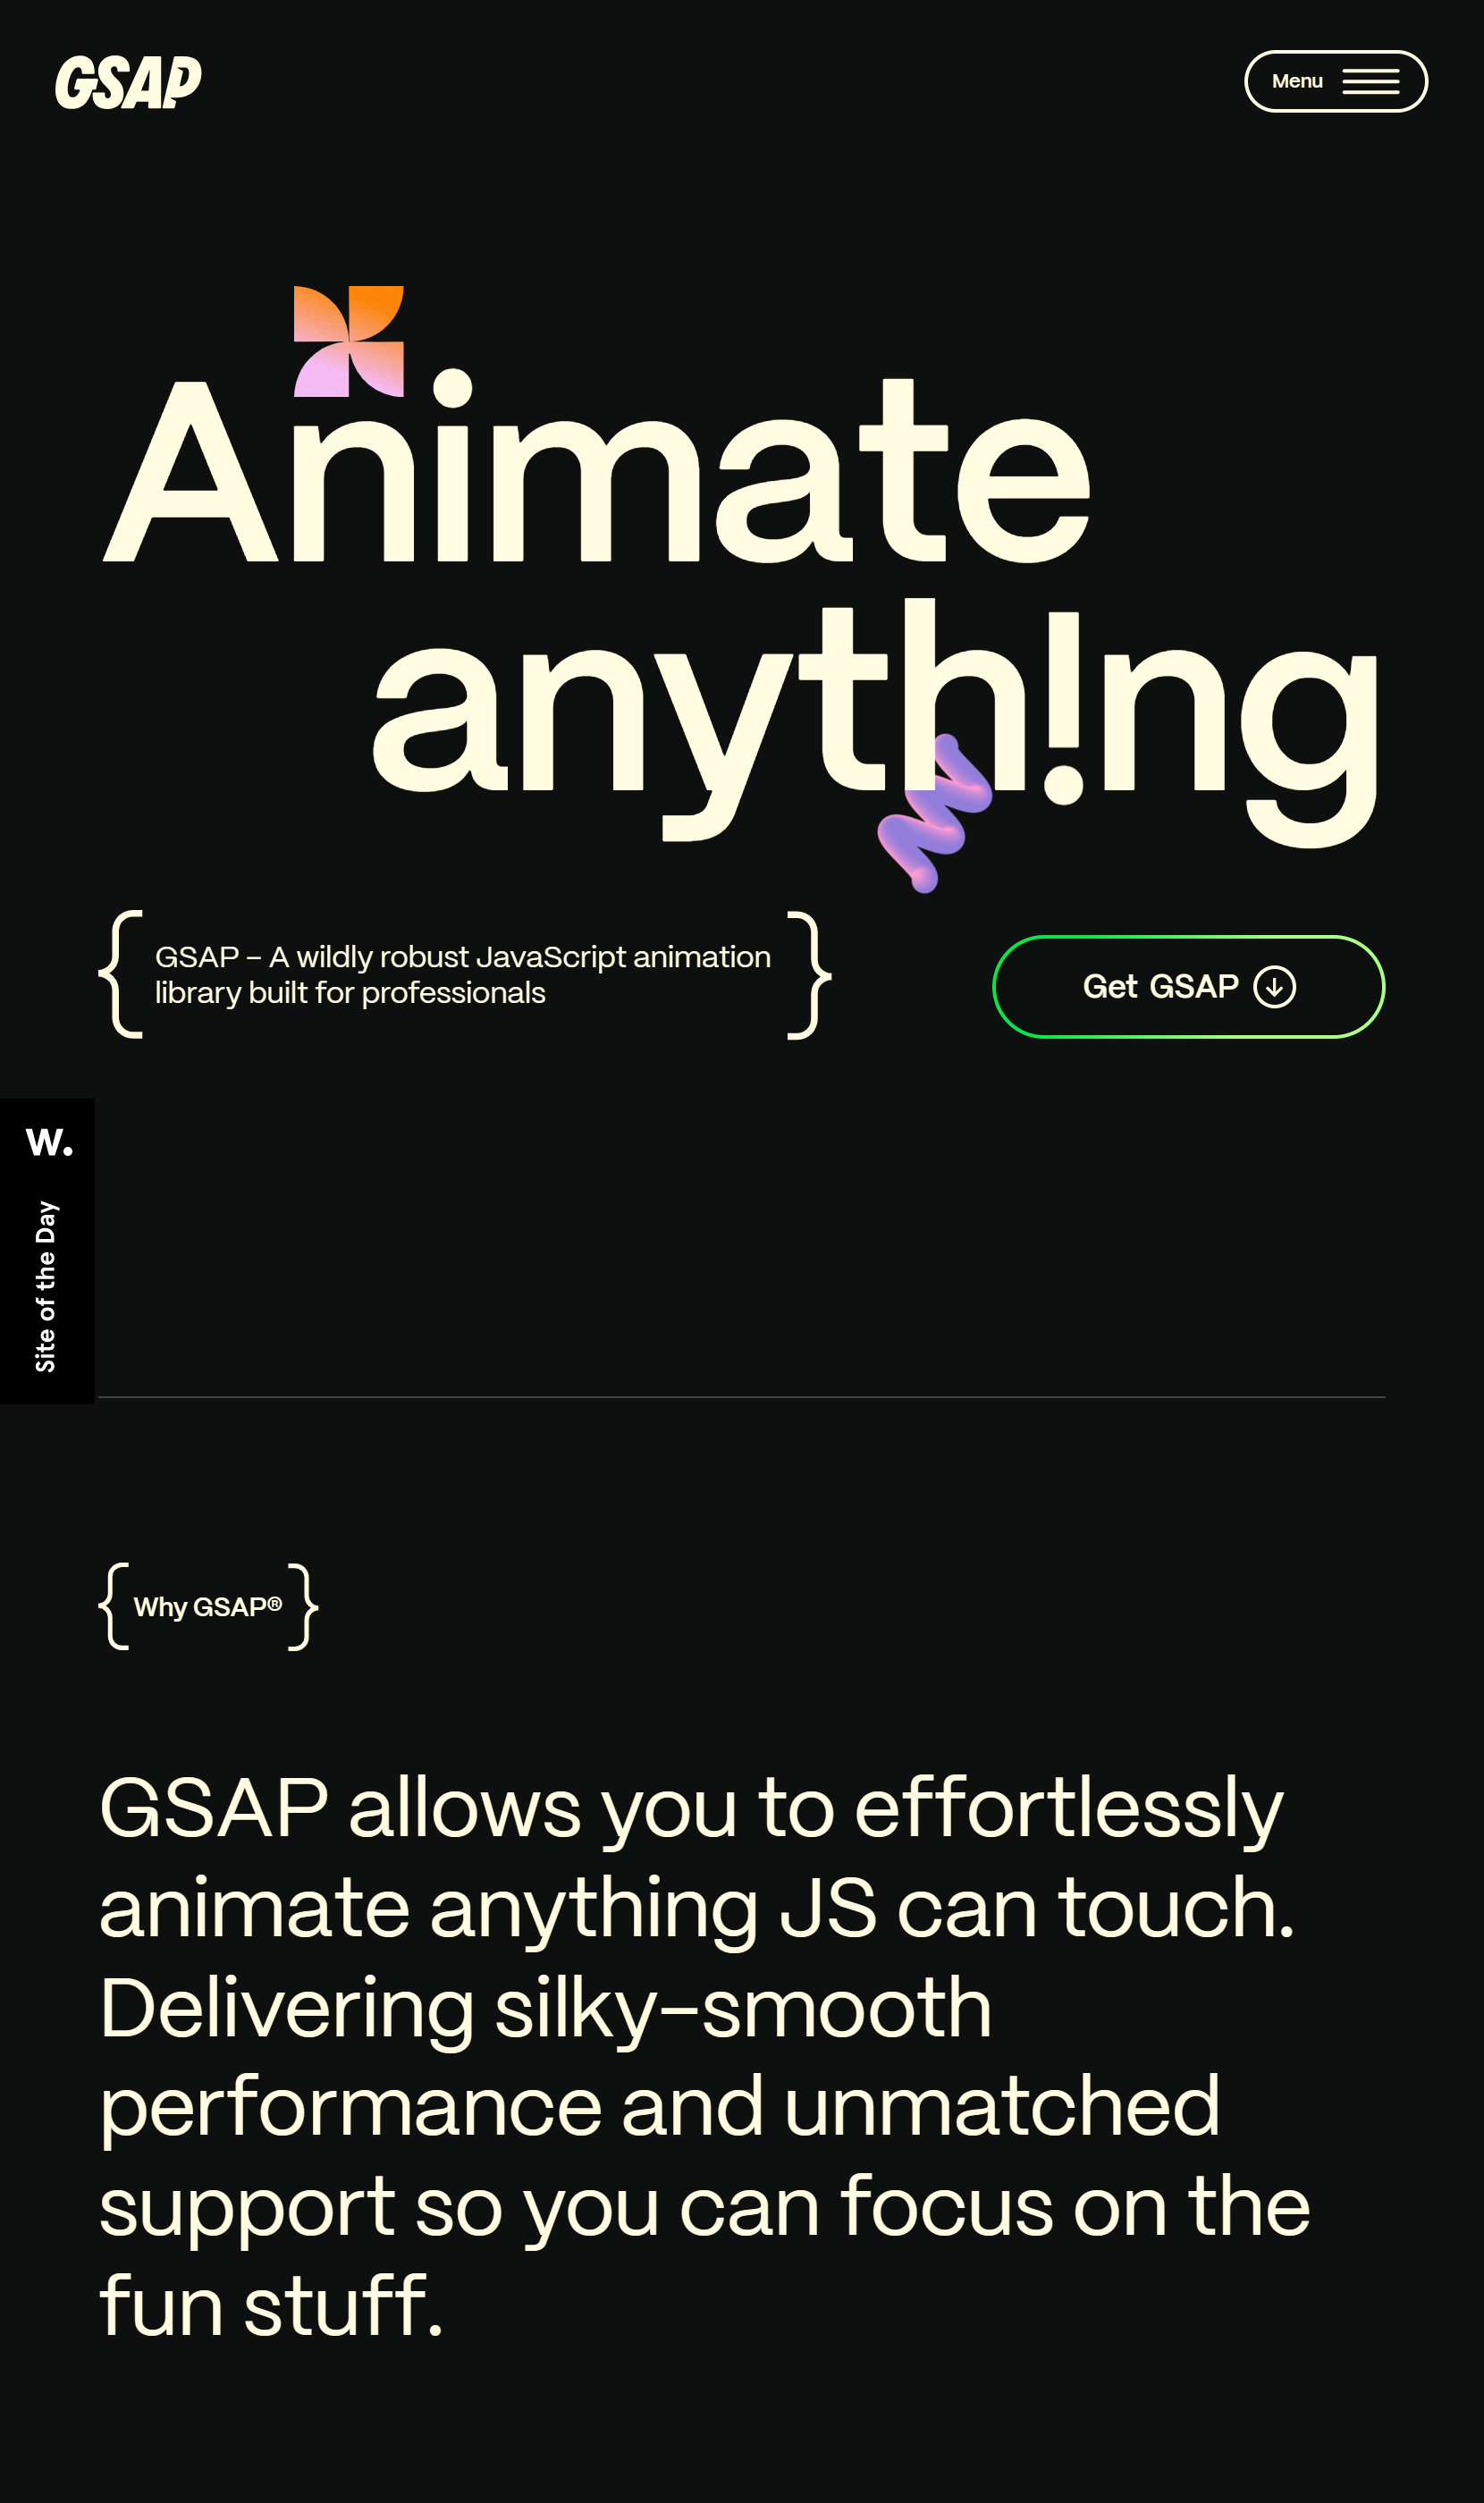 GSAP
Menu
Animate
anyth!ng
GSAP – A wildly robust JavaScript animation
library built for professionals
Get GSAP
W.
Site of the Day
Why GSAP®
GSAP allows you to effortlessly
animate anything JS can touch.
Delivering silky-smooth
performance and unmatched
support so you can focus on the
fun stuff.